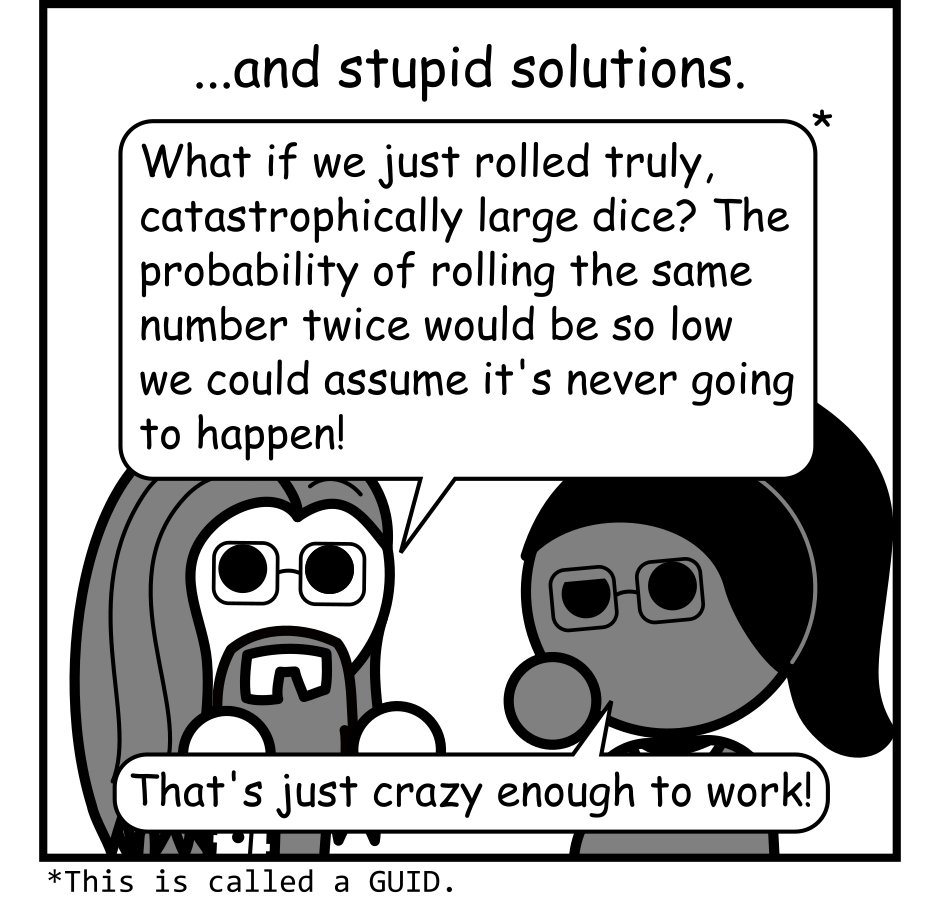 ...and stupid solutions.
*
What if we just rolled truly,
catastrophically large dice? The
probability of rolling the same
number twice would be so low
we could assume it's never going
to happen!
That's just crazy enough to work!
*This is called a GUID.